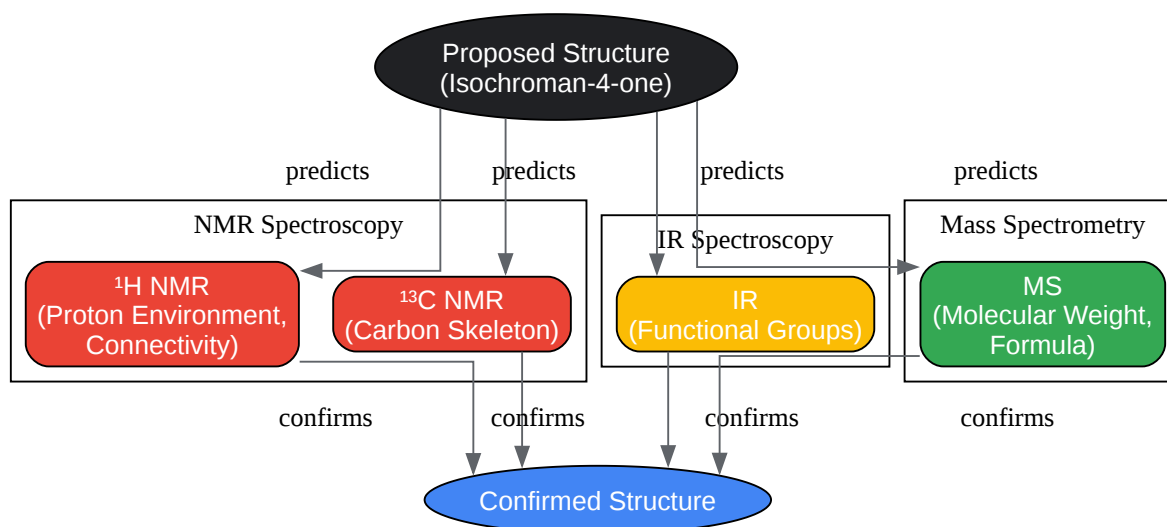 Proposed Structure
(Isochroman-4-one)
predicts
predicts
predicts
predicts
NMR Spectroscopy
IR Spectroscopy
Mass Spectrometry
¹H NMR
(Proton Environment,
Connectivity)
¹³C NMR
(Carbon Skeleton)
IR
(Functional Groups)
MS
(Molecular Weight,
Formula)
confirms
confirms
confirms
confirms
Confirmed Structure